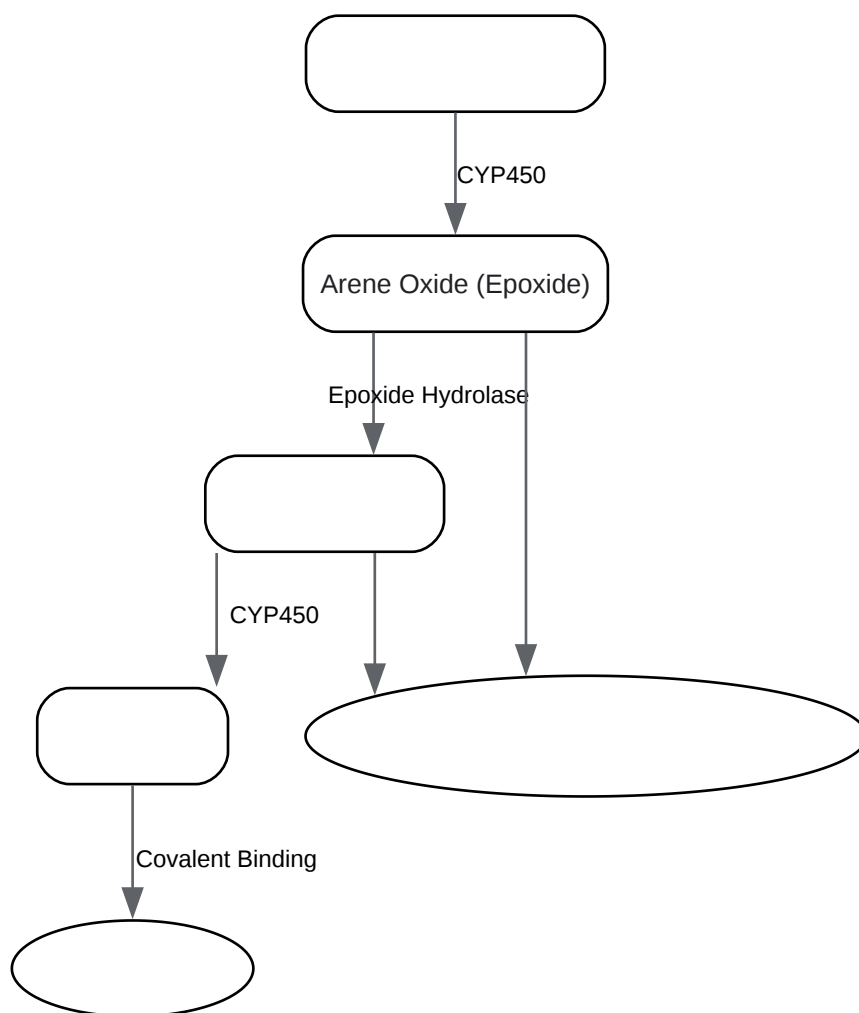 CYP450
Arene Oxide (Epoxide)
Epoxide Hydrolase
CYP450
Covalent Binding